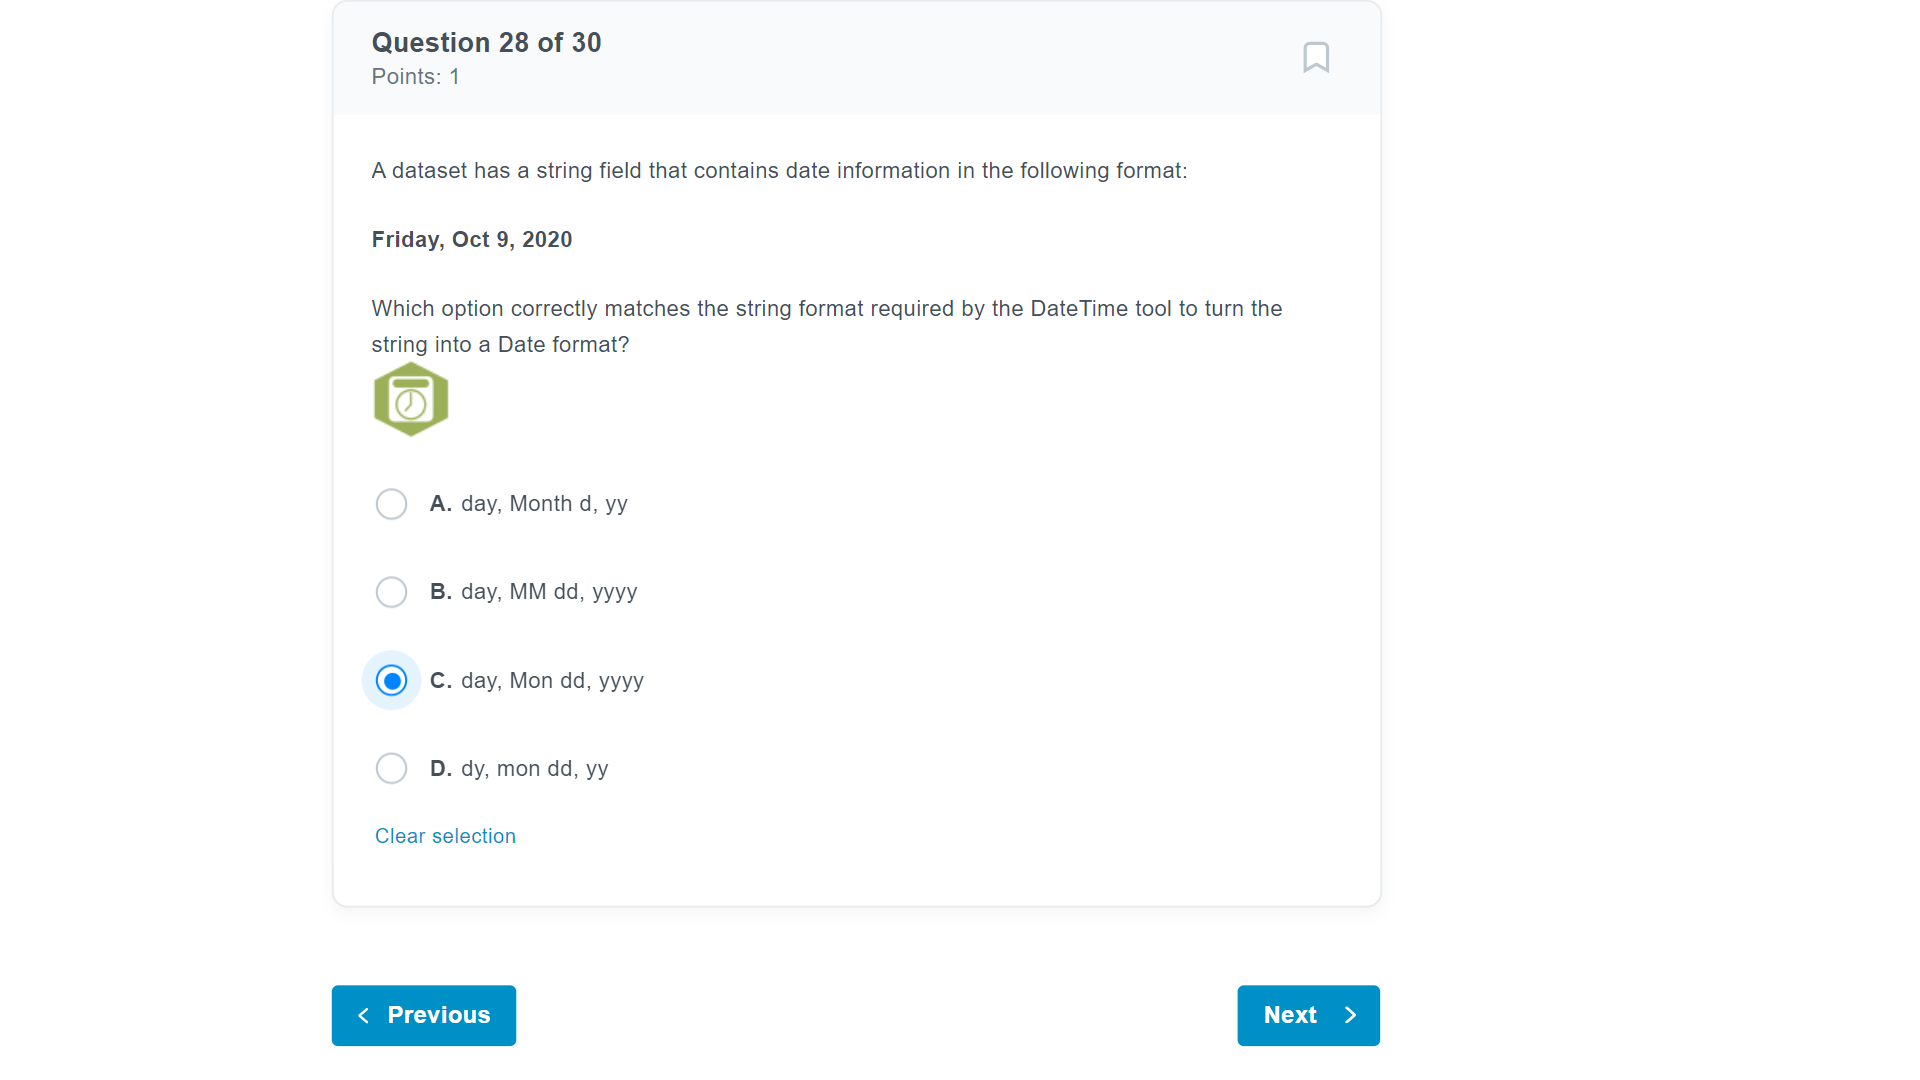 Question 28 of 30
Points: 1
A dataset has a string field that contains date information in the following format:
Friday, Oct 9, 2020
Which option correctly matches the string format required by the DateTime tool to turn the
string into a Date format?
A. day, Month d, yy
B. day, MM dd, yyyy
C. day, Mon dd, yyyy
D. dy, mon dd, yy
Clear selection
Previous
Next